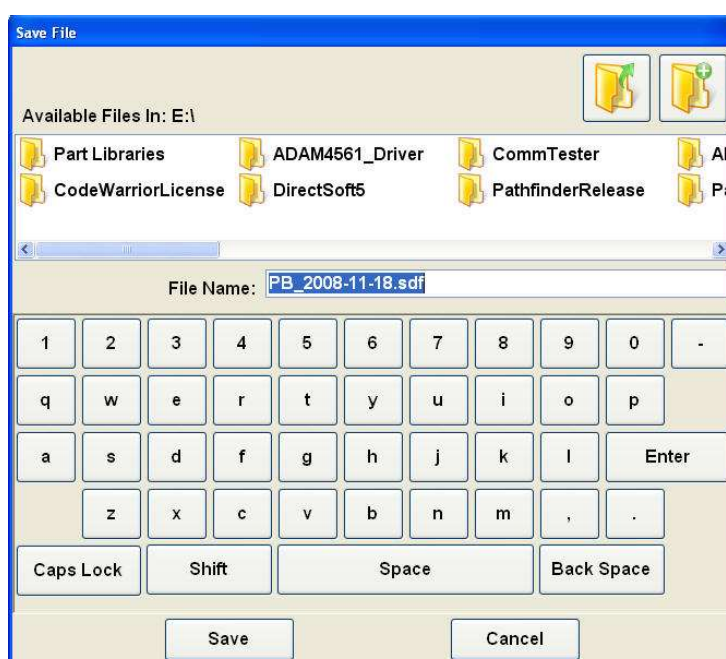 Save File
Available Files In: E:\
Part Libraries ADAM4561_Driver CommTester
CodeWarriorLicense DirectSoft5 PathfinderRelease
File Name: PB_2008-11-18.sdf
1 2 3 4 5 6 7 8 9 0 -
q w e r t y u i o p
a s d f g h j k l Enter
z x c v b n m , .
Caps Lock Shift Space Back Space
Save Cancel